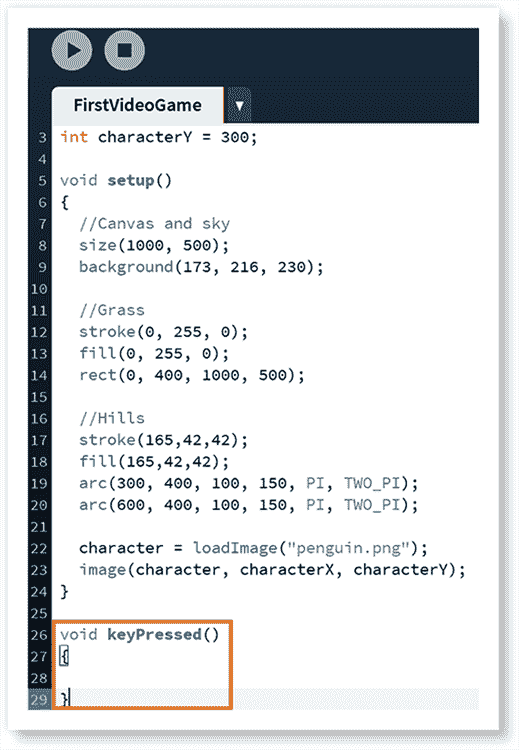 FirstVideoGame
3 int characterY = 300;
4
5 void setup()
6 {
7 //Canvas and sky
8 size(1000, 500);
9 background(173, 216, 230);
10
11 //Grass
12 stroke(0, 255, 0);
13 fill(0, 255, 0);
14 rect(0, 400, 1000, 500);
15
16 //Hills
17 stroke(165,42,42);
18 fill(165,42,42);
19 arc(300, 400, 100, 150, PI, TWO_PI);
20 arc(600, 400, 100, 150, PI, TWO_PI);
21
22 character = loadImage("penguin.png");
23 image(character, characterX, characterY);
24 }
25
26 void keyPressed()
27 {
28
29 }